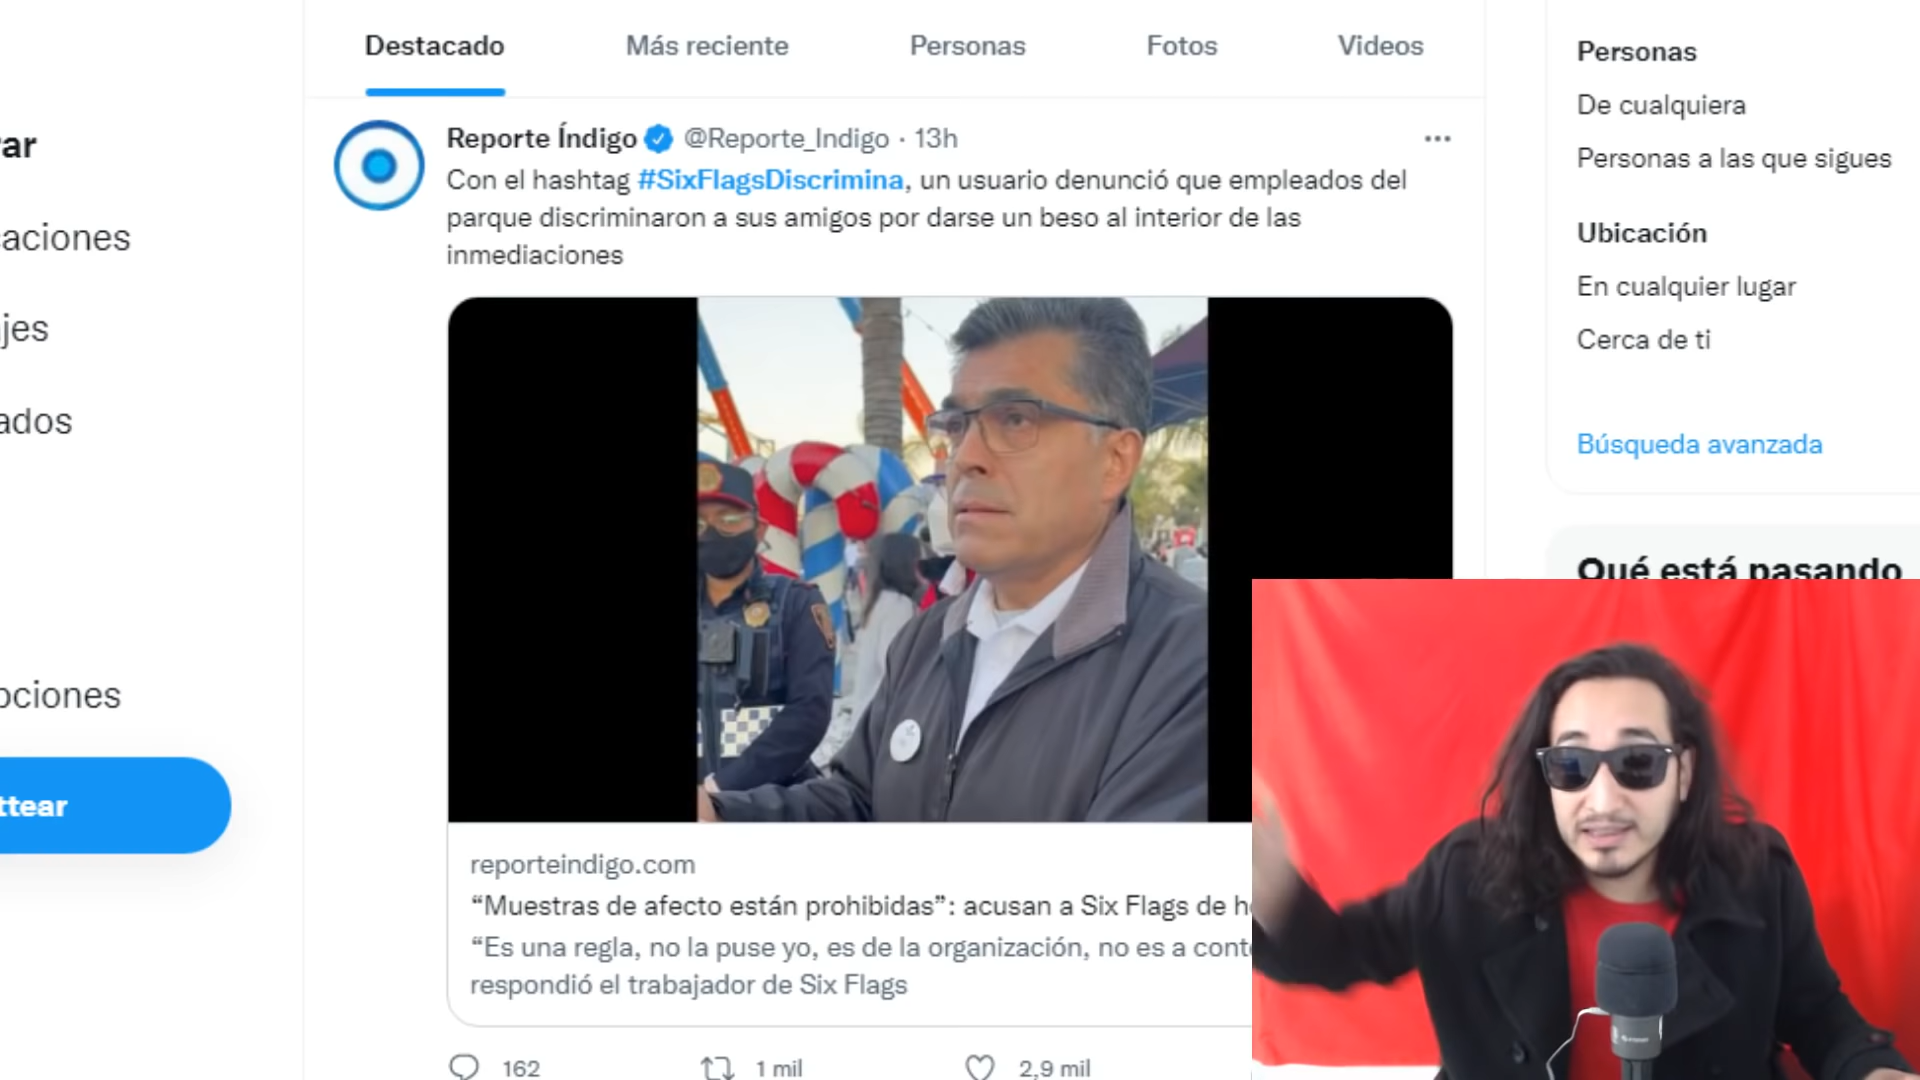 Destacado
Más reciente
Personas
Fotos
Videos
Reporte Índigo @Reporte_Indigo · 13h
Con el hashtag #SixFlagsDiscrimina, un usuario denunció que empleados del
parque discriminaron a sus amigos por darse un beso al interior de las
inmediaciones
reporteindigo.com
“Muestras de afecto están prohibidas”: acusan a Six Flags de h
“Es una regla, no la puse yo, es de la organización, no es a cont
respondió el trabajador de Six Flags
162
1 mil
2,9 mil
ar
aciones
jes
ados
ociones
ttear
Personas
De cualquiera
Personas a las que sigues
Ubicación
En cualquier lugar
Cerca de ti
Búsqueda avanzada
Qué está pasando